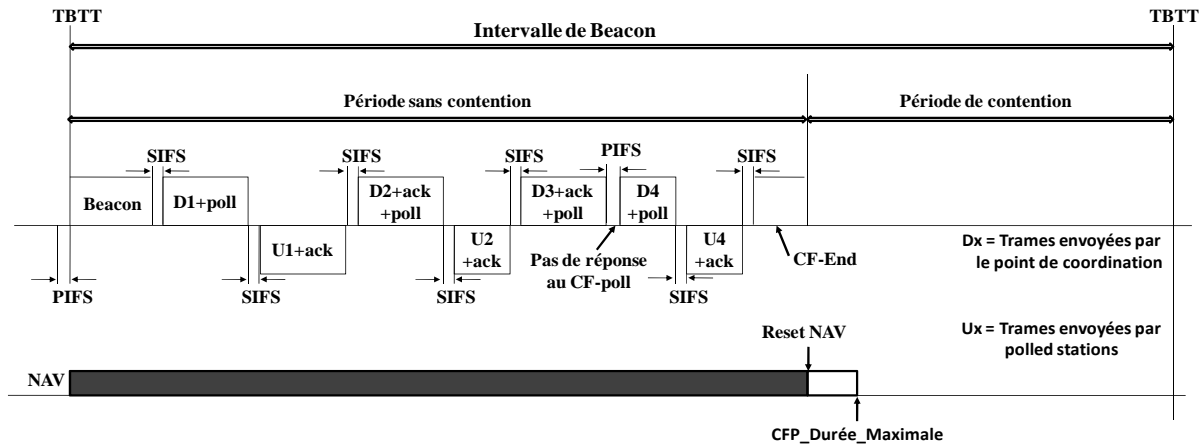 TBTT
TBTT
Intervalle de Beacon
Période sans contention
Période de contention
SIFS
SIFS
SIFS
PIFS
SIFS
Beacon
D1+poll
D2+ack
+poll
D3+ack
+poll
D4
+poll
U1+ack
U2
+ack
U4
+ack
Pas de réponse
au CF-poll
CF-End
PIFS
SIFS
SIFS
SIFS
Dx = Trames envoyées par
le point de coordination
Ux = Trames envoyées par
polled stations
Reset NAV
NAV
CFP_Durée_Maximale